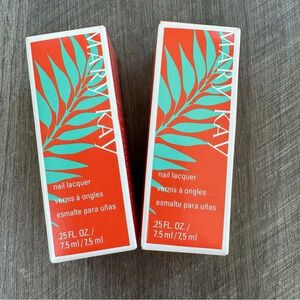 MARY KAY
nail lacquer
vernis à ongles
esmalte para uñas
.25 FL. OZ./
7.5 ml / 7,5 ml
MARY KAY
nail lacquer
vernis à ongles
esmalte para uñas
.25 FL. OZ./
7.5 ml / 7,5 ml